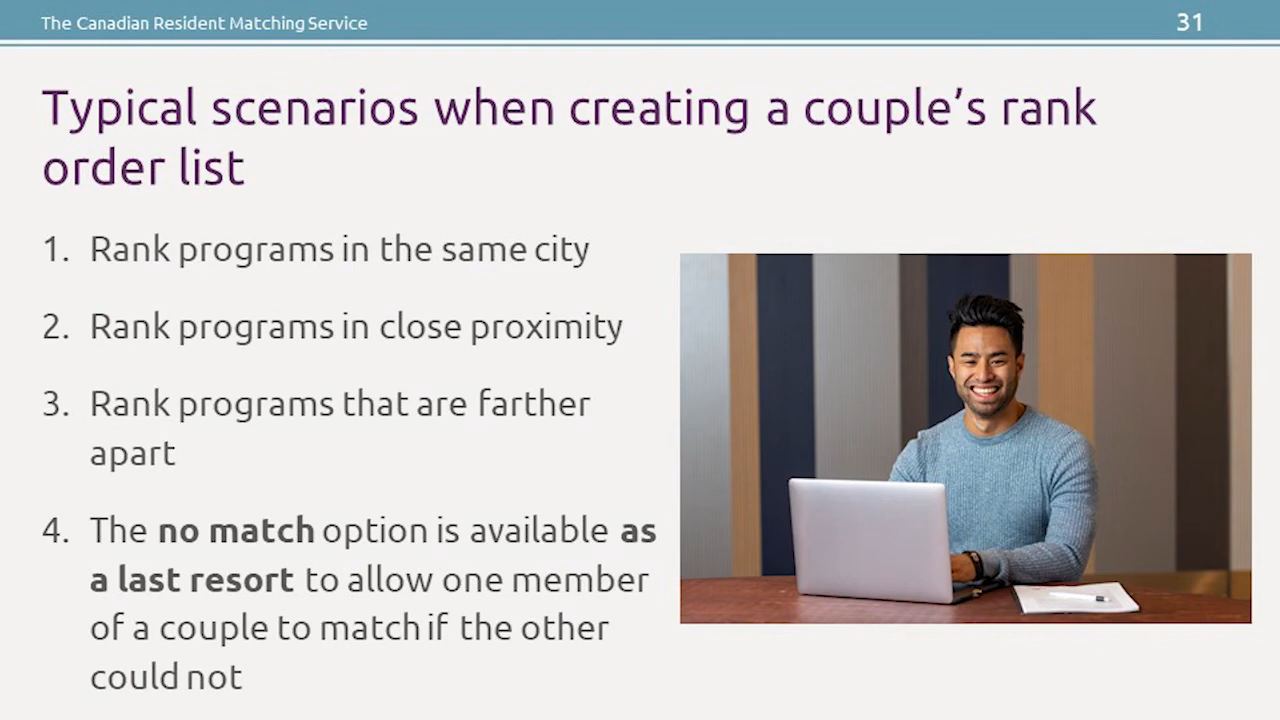 The Canadian Resident Matching Service
31
Typical scenarios when creating a couple’s rank
order list
1. Rank programs in the same city
2. Rank programs in close proximity
3. Rank programs that are farther
apart
4. The no match option is available as
a last resort to allow one member
of a couple to match if the other
could not